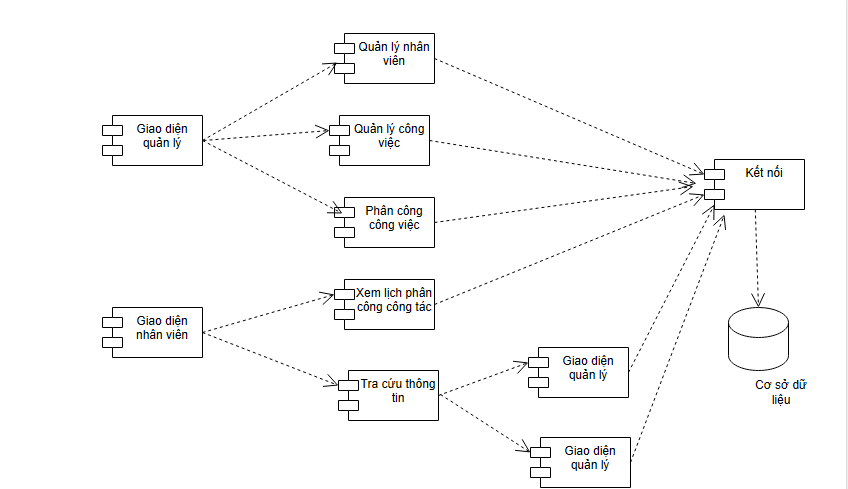 Quản lý nhân
viên
Giao diện
quản lý
Quản lý công
việc
Kết nối
Phân công
công việc
Xem lịch phân
công công tác
Giao diện
nhân viên
Tra cứu thông
tin
Giao diện
quản lý
Cơ sở dữ
liệu
Giao diện
quản lý